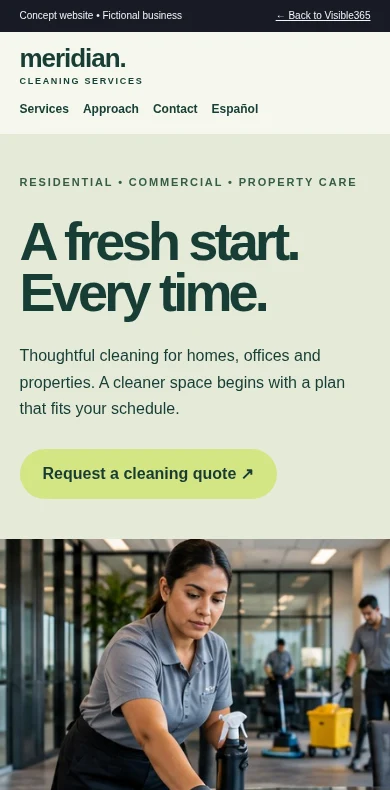 Concept website • Fictional business
← Back to Visible365
meridian.
CLEANING SERVICES
Services Approach Contact Español
RESIDENTIAL • COMMERCIAL • PROPERTY CARE
A fresh start.
Every time.
Thoughtful cleaning for homes, offices and
properties. A cleaner space begins with a plan
that fits your schedule.
Request a cleaning quote ↗